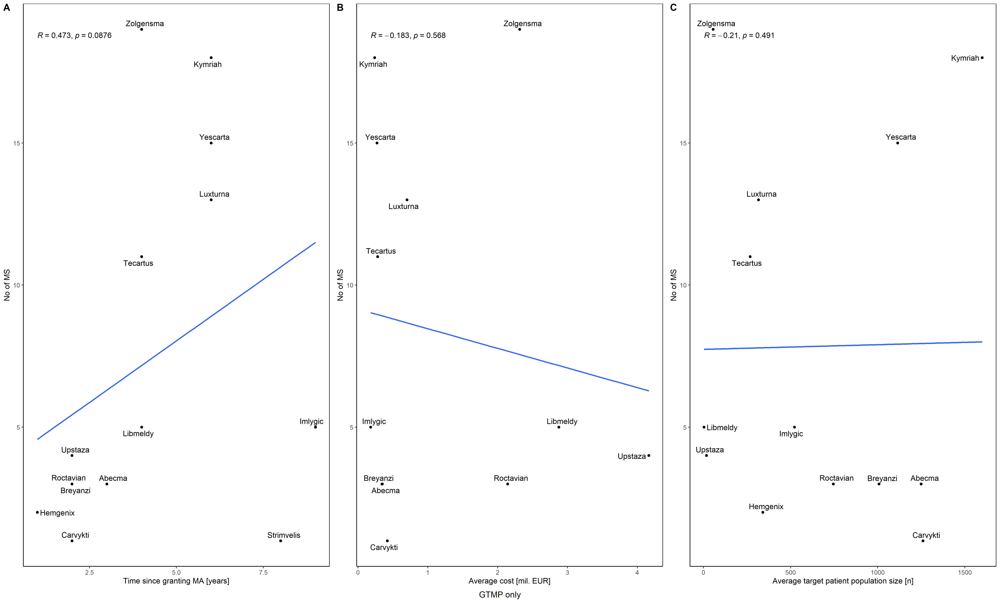 A
Zolgensma
R = 0.473, p = 0.0876
Kymriah
Yescarta
15
Luxturna
Tecartus
No of MS
10
Imlygic
5
Libmeldy
Upstaza
Roctavian
Abecma
Breyanzi
Hemgenix
Carvykti
Strimvelis
2.5
5.0
7.5
Time since granting MA [years]
B
Zolgensma
R = −0.183, p = 0.568
Kymriah
Yescarta
15
Luxturna
Tecartus
No of MS
10
Imlygic
Libmeldy
5
Upstaza
Breyanzi
Roctavian
Abecma
Carvykti
0
1
2
3
4
Average cost [mil. EUR]
C
Zolgensma
R = −0.21, p = 0.491
Kymriah
Yescarta
15
Luxturna
Tecartus
No of MS
10
5
Libmeldy
Imlygic
Upstaza
Roctavian
Breyanzi
Abecma
Hemgenix
Carvykti
0
500
1000
1500
Average target patient population size [n]
GTMP only